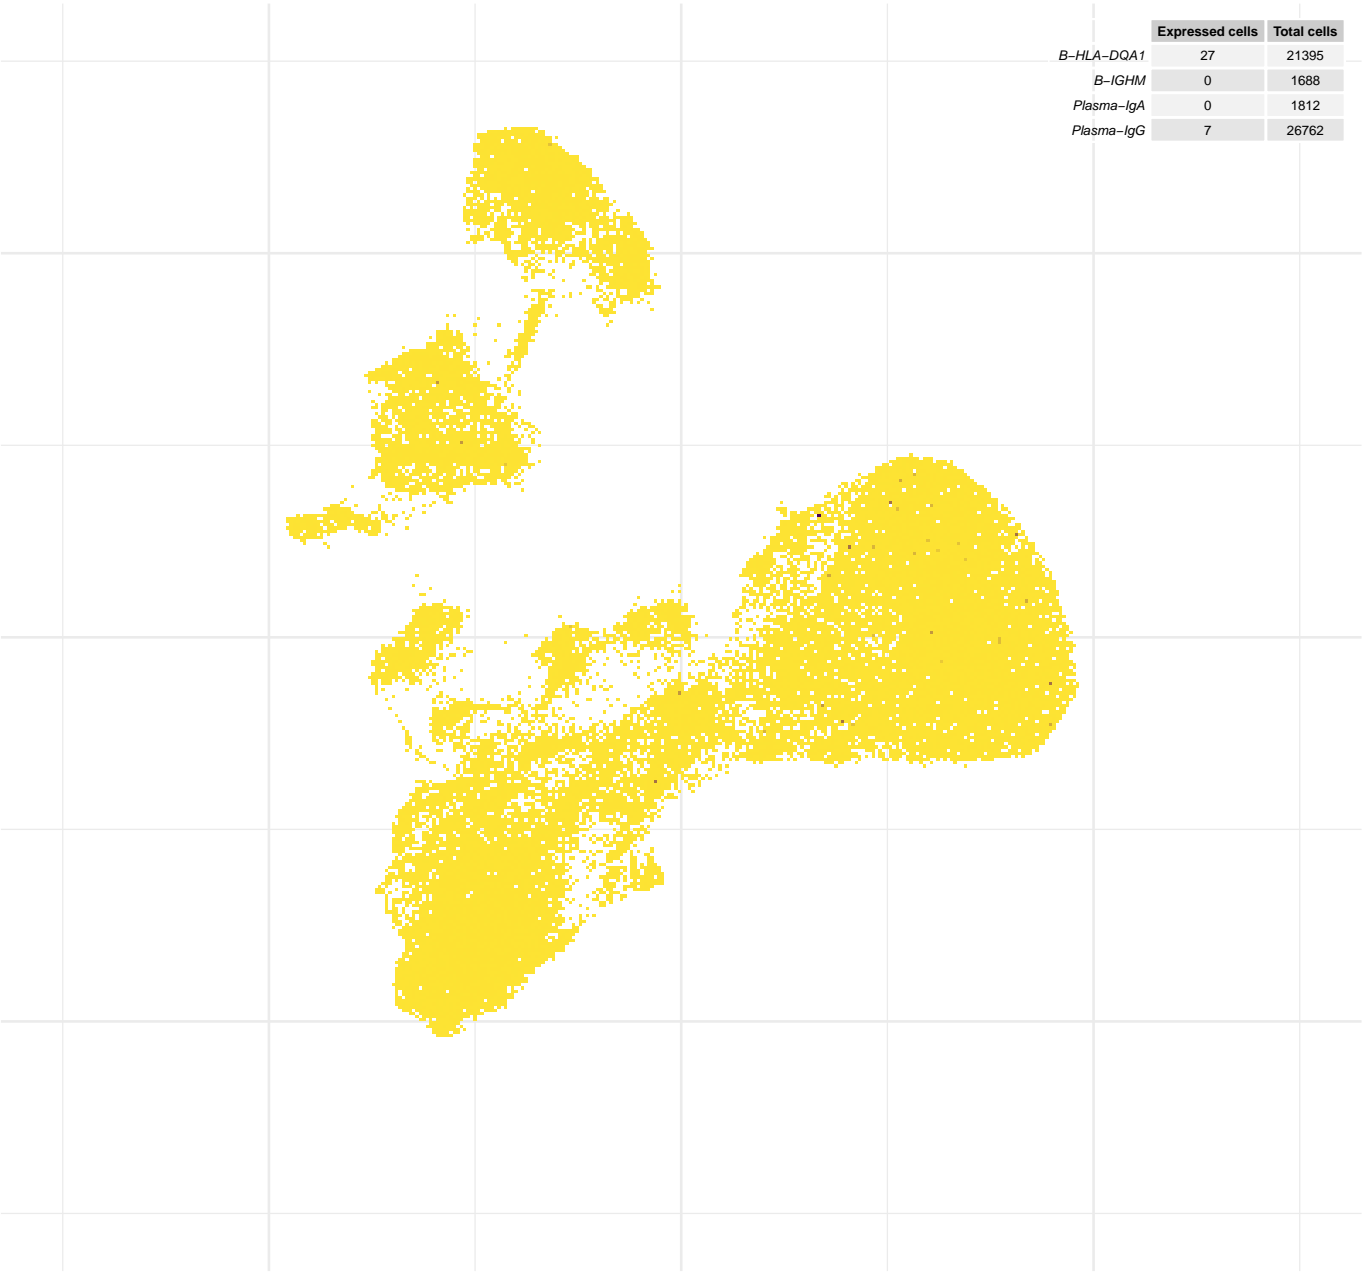 Expressed cells Total cells
B−HLA−DQA1 27 21395
B−IGHM 0 1688
Plasma−IgA 0 1812
Plasma−IgG 7 26762